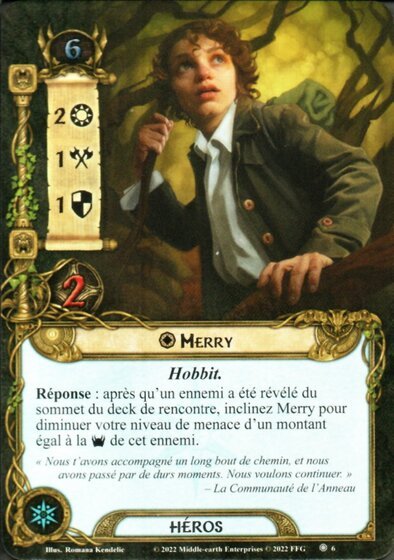 6
2
1
1
2
Merry
Hobbit.
Réponse : après qu'un ennemi a été révélé du
sommet du deck de rencontre, inclinez Merry pour
diminuer votre niveau de menace d'un montant
égal à la de cet ennemi.
« Nous t'avons accompagné un long bout de chemin, et nous
avons passé par de durs moments. Nous voulons continuer. »
– La Communauté de l'Anneau
HÉROS
Illus. Romana Kendelic © 2022 Middle-earth Enterprises © 2022 FFG 6